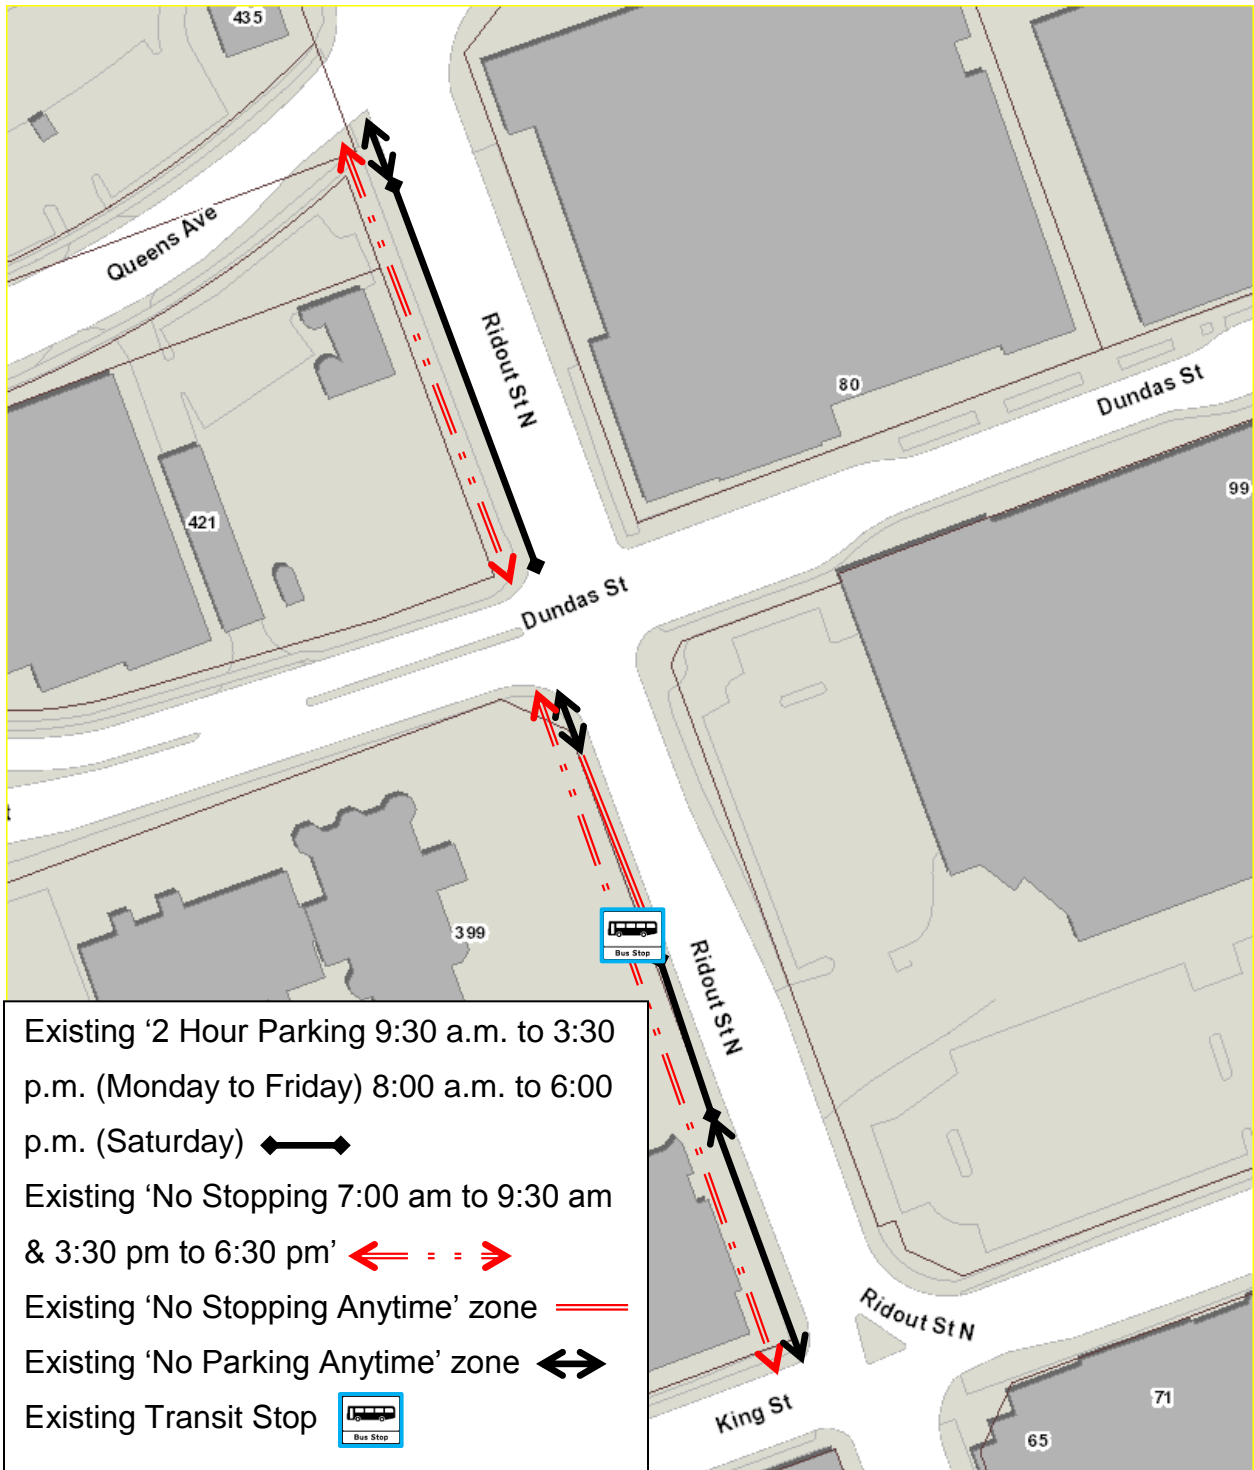 435
Queens Ave
Ridout St N
80
Dundas St
99
421
Dundas St
399
Bus Stop
Ridout St N
Existing ‘2 Hour Parking 9:30 a.m. to 3:30
p.m. (Monday to Friday) 8:00 a.m. to 6:00
p.m. (Saturday)
Existing ‘No Stopping 7:00 am to 9:30 am
& 3:30 pm to 6:30 pm’
Existing ‘No Stopping Anytime’ zone
Existing ‘No Parking Anytime’ zone
Existing Transit Stop
Bus Stop
Ridout St N
King St
71
65